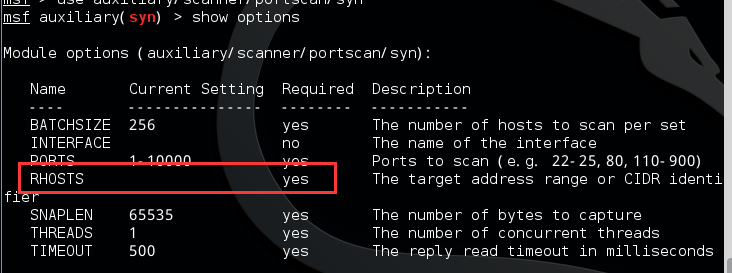 msf > use auxiliary/scanner/portscan/syn
msf auxiliary(syn) > show options
Module options (auxiliary/scanner/portscan/syn):
Name Current Setting Required Description
---- --------------- -------- -----------
BATCHSIZE 256 yes The number of hosts to scan per set
INTERFACE no The name of the interface
PORTS 1-10000 yes Ports to scan (e.g. 22-25,80,110-900)
RHOSTS yes The target address range or CIDR identi
fier
SNAPLEN 65535 yes The number of bytes to capture
THREADS 1 yes The number of concurrent threads
TIMEOUT 500 yes The reply read timeout in milliseconds